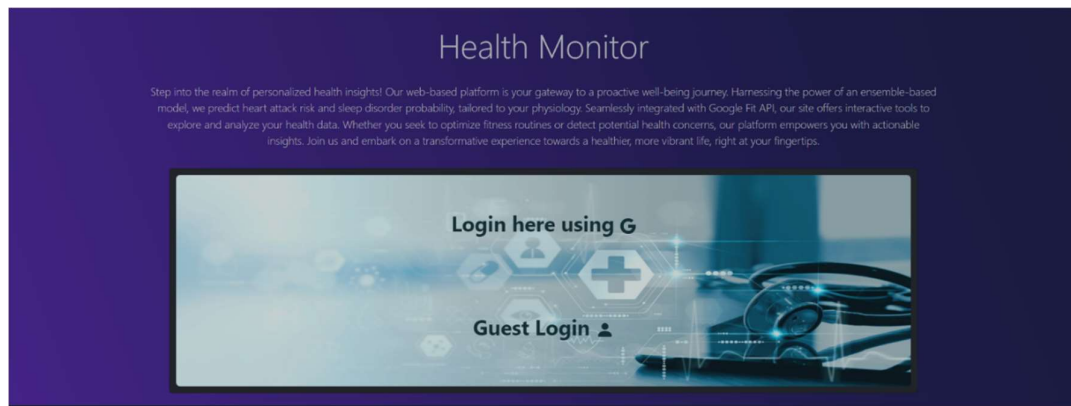 Health Monitor
Step into the realm of personalized health insights! Our web-based platform is your gateway to a proactive well-being journey. Harnessing the power of an ensemble-based
model, we predict heart attack risk and sleep disorder probability, tailored to your physiology. Seamlessly integrated with Google Fit API, our site offers interactive tools to
explore and analyze your health data. Whether you seek to optimize fitness routines or detect potential health concerns, our platform empowers you with actionable
insights. Join us and embark on a transformative experience towards a healthier, more vibrant life, right at your fingertips.
Login here using G
Guest Login